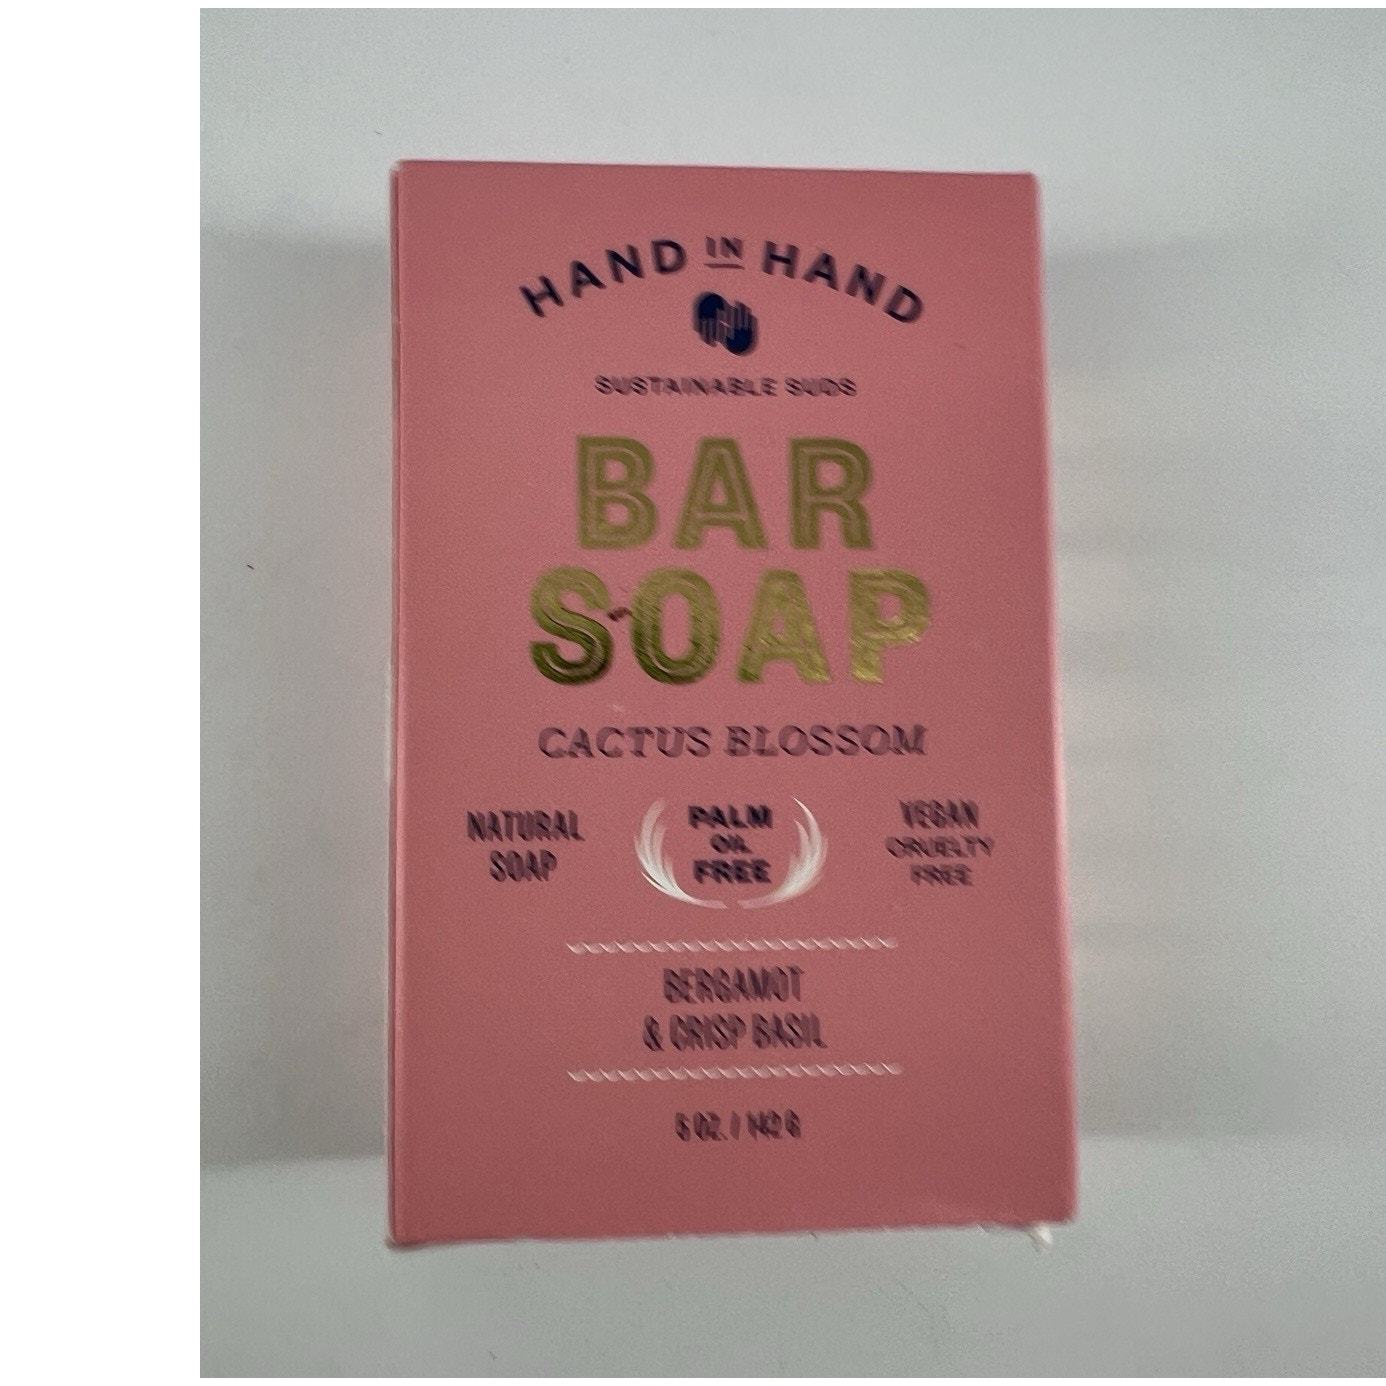 HAND IN HAND
SUSTAINABLE SUDS
BAR
SOAP
CACTUS BLOSSOM
NATURAL
SOAP
PALM
OIL
FREE
VEGAN
CRUELTY
FREE
BERGAMOT
& CRISP BASIL
5 OZ. / 142 G